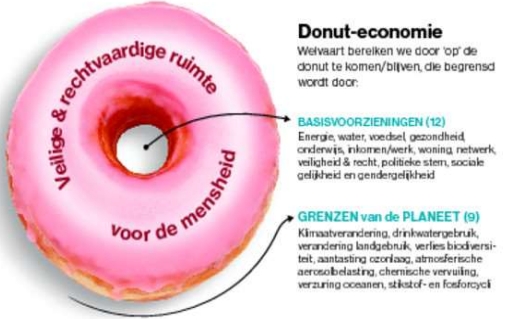 Veilige & rechtvaardige ruimte
voor de mensheid
Donut-economie
Welvaart bereiken we door 'op' de
donut te komen/blijven, die begrensd
wordt door:
BASISVOORZIENINGEN (12)
Energie, water, voedsel, gezondheid,
onderwijs, inkomen/werk, woning, netwerk,
veiligheid & recht, politieke stem, sociale
gelijkheid en gendergelijkheid
GRENZEN van de PLANEET (9)
Klimaatverandering, drinkwatergebruik,
verandering landgebruik, verlies biodiversi-
teit, aantasting ozonlaag, atmosferische
aerosolbelasting, chemische vervuiling,
verzuring oceanen, stikstof- en fosforcycli